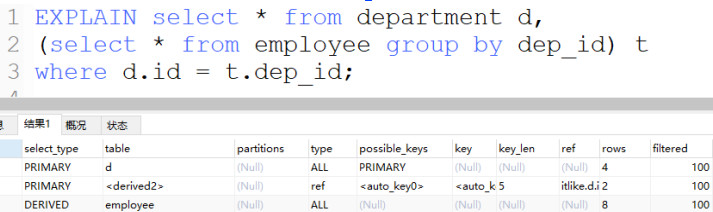 1 EXPLAIN select * from department d,
2 (select * from employee group by dep_id) t
3 where d.id = t.dep_id;
结果1 概况 状态
select_type table partitions type possible_keys key key_len ref rows filtered
PRIMARY d (Null) ALL PRIMARY (Null) (Null) (Null) 4 100
PRIMARY <derived2> (Null) ref <auto_key0> <auto_k 5 itlike.d.i 2 100
DERIVED employee (Null) ALL (Null) (Null) (Null) (Null) 8 100